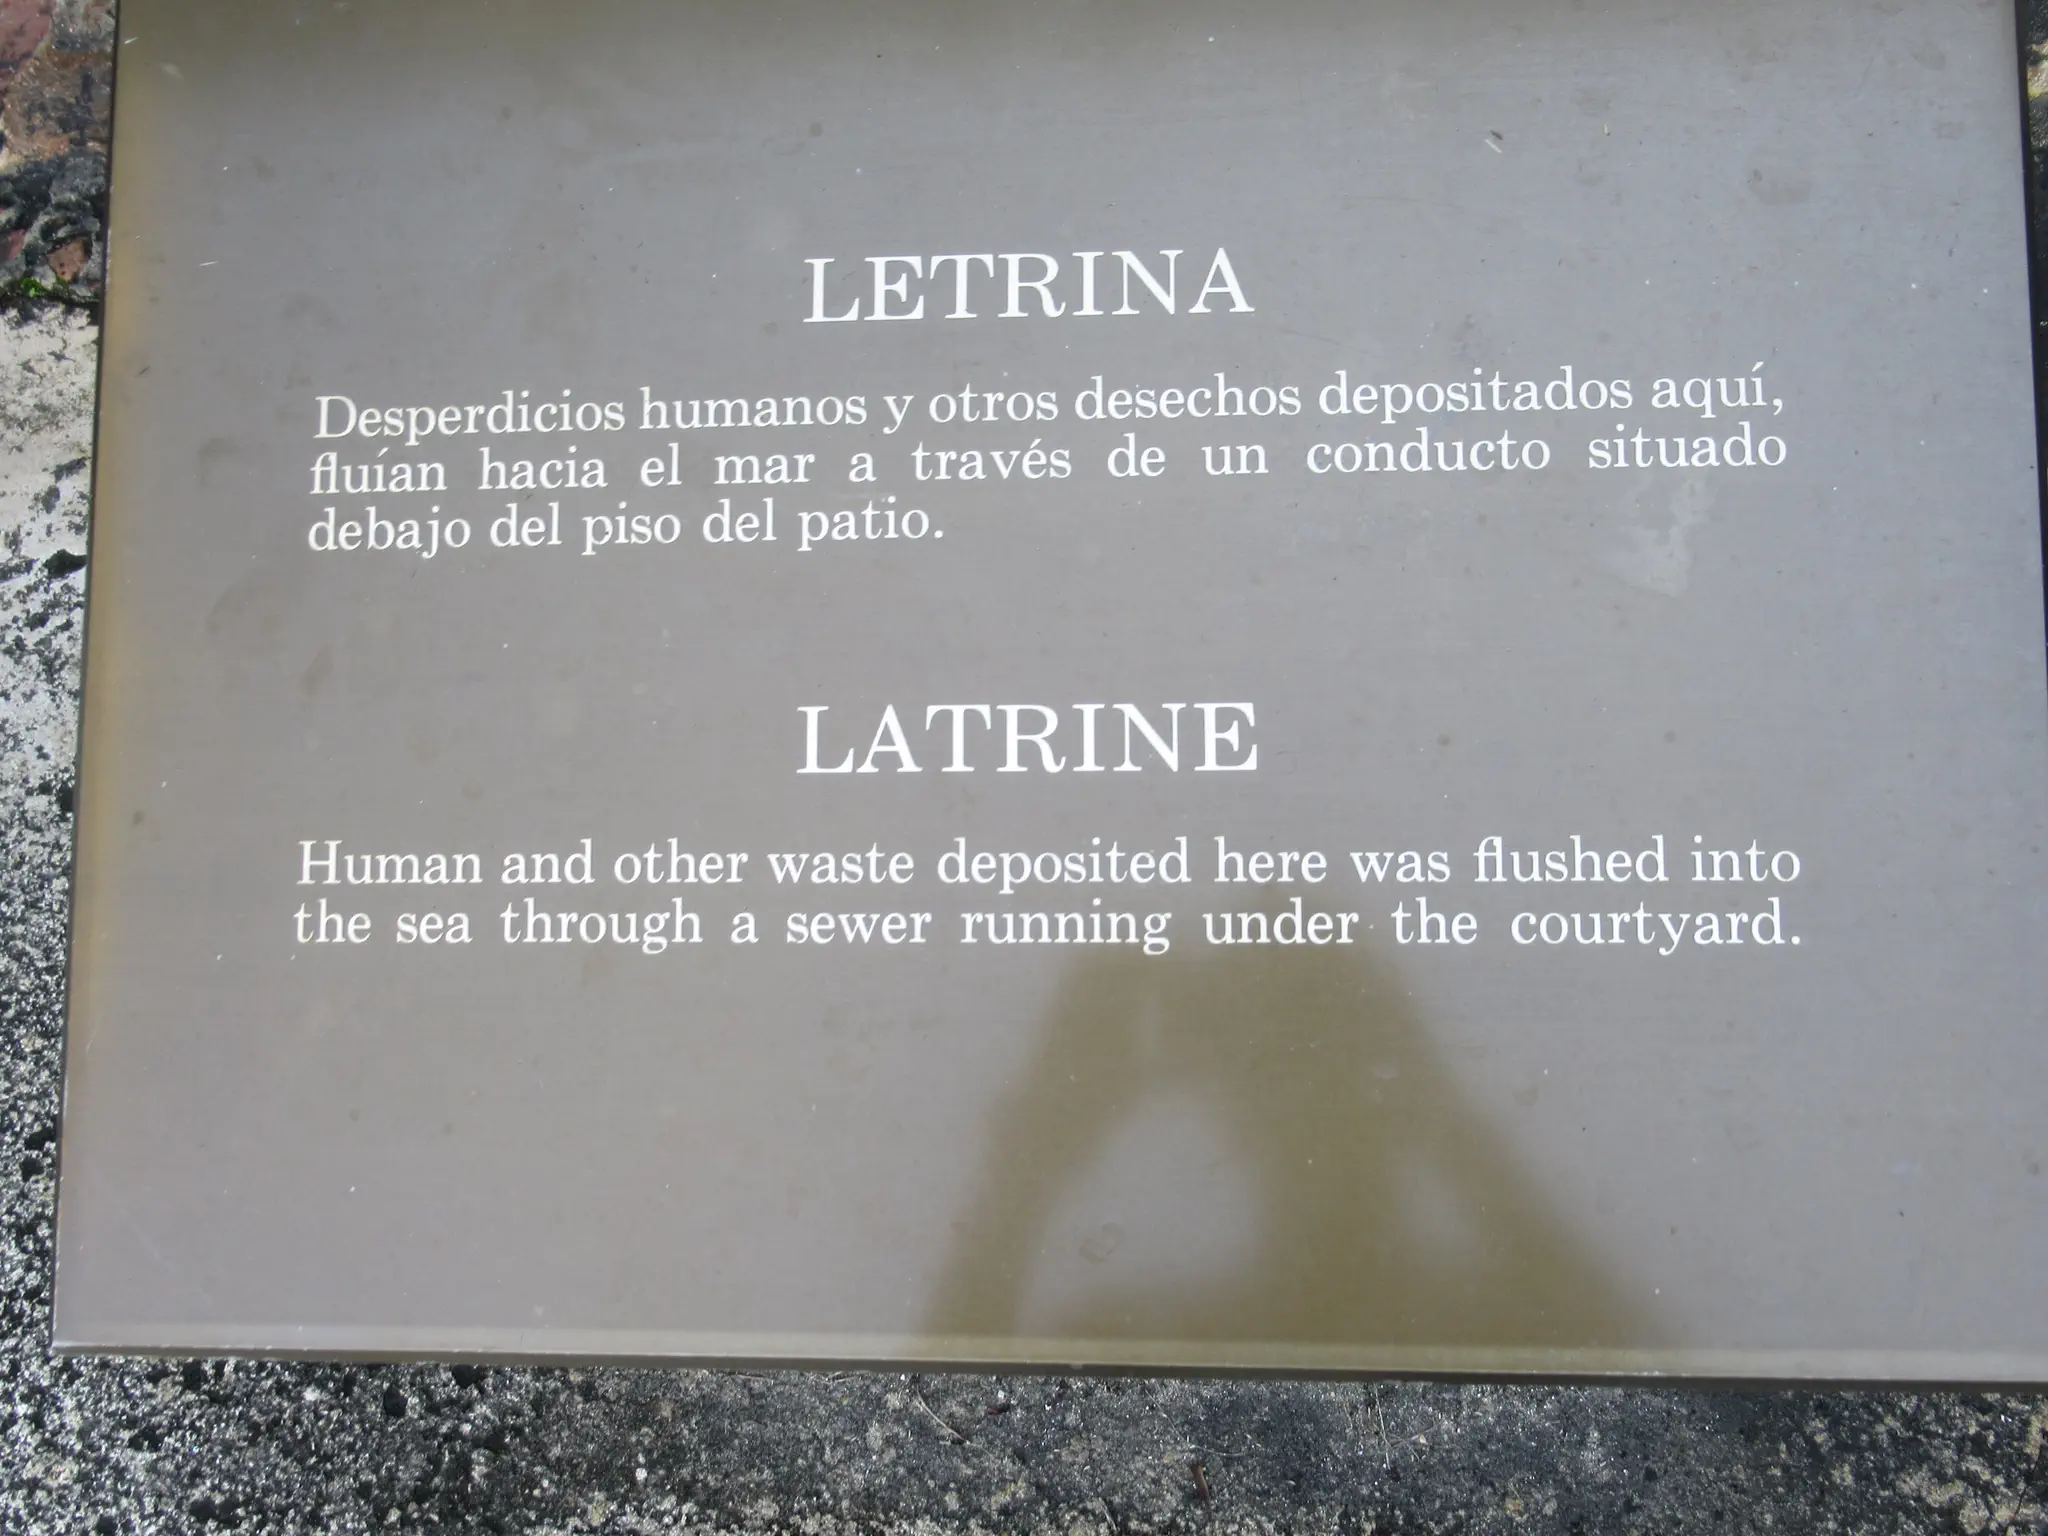 LETRINA
Desperdicios humanos y otros desechos depositados aquí,
fluían hacia el mar a través de un conducto situado
debajo del piso del patio.
LATRINE
Human and other waste deposited here was flushed into
the sea through a sewer running under the courtyard.